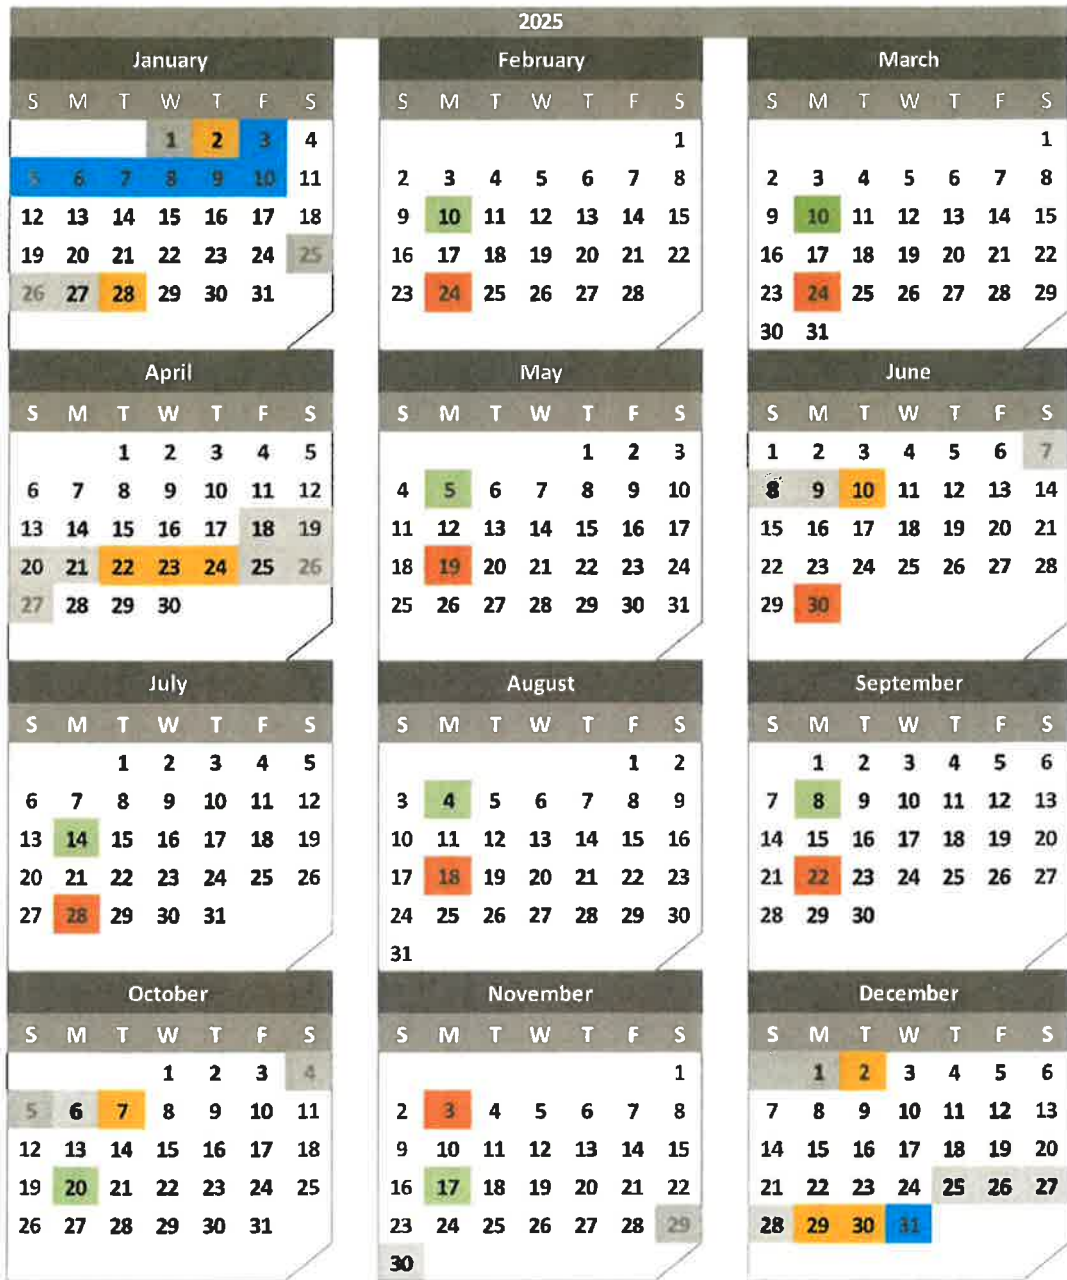 2025
January
S M T W T F S
1 2 3 4
5 6 7 8 9 10 11
12 13 14 15 16 17 18
19 20 21 22 23 24 25
26 27 28 29 30 31
February
S M T W T F S
1
2 3 4 5 6 7 8
9 10 11 12 13 14 15
16 17 18 19 20 21 22
23 24 25 26 27 28
March
S M T W T F S
1
2 3 4 5 6 7 8
9 10 11 12 13 14 15
16 17 18 19 20 21 22
23 24 25 26 27 28 29
30 31
April
S M T W T F S
1 2 3 4 5
6 7 8 9 10 11 12
13 14 15 16 17 18 19
20 21 22 23 24 25 26
27 28 29 30
May
S M T W T F S
1 2 3
4 5 6 7 8 9 10
11 12 13 14 15 16 17
18 19 20 21 22 23 24
25 26 27 28 29 30 31
June
S M T W T F S
1 2 3 4 5 6 7
8 9 10 11 12 13 14
15 16 17 18 19 20 21
22 23 24 25 26 27 28
29 30
July
S M T W T F S
1 2 3 4 5
6 7 8 9 10 11 12
13 14 15 16 17 18 19
20 21 22 23 24 25 26
27 28 29 30 31
August
S M T W T F S
1 2
3 4 5 6 7 8 9
10 11 12 13 14 15 16
17 18 19 20 21 22 23
24 25 26 27 28 29 30
31
September
S M T W T F S
1 2 3 4 5 6
7 8 9 10 11 12 13
14 15 16 17 18 19 20
21 22 23 24 25 26 27
28 29 30
October
S M T W T F S
1 2 3 4
5 6 7 8 9 10 11
12 13 14 15 16 17 18
19 20 21 22 23 24 25
26 27 28 29 30 31
November
S M T W T F S
1
2 3 4 5 6 7 8
9 10 11 12 13 14 15
16 17 18 19 20 21 22
23 24 25 26 27 28 29
30
December
S M T W T F S
1 2 3 4 5 6
7 8 9 10 11 12 13
14 15 16 17 18 19 20
21 22 23 24 25 26 27
28 29 30 31